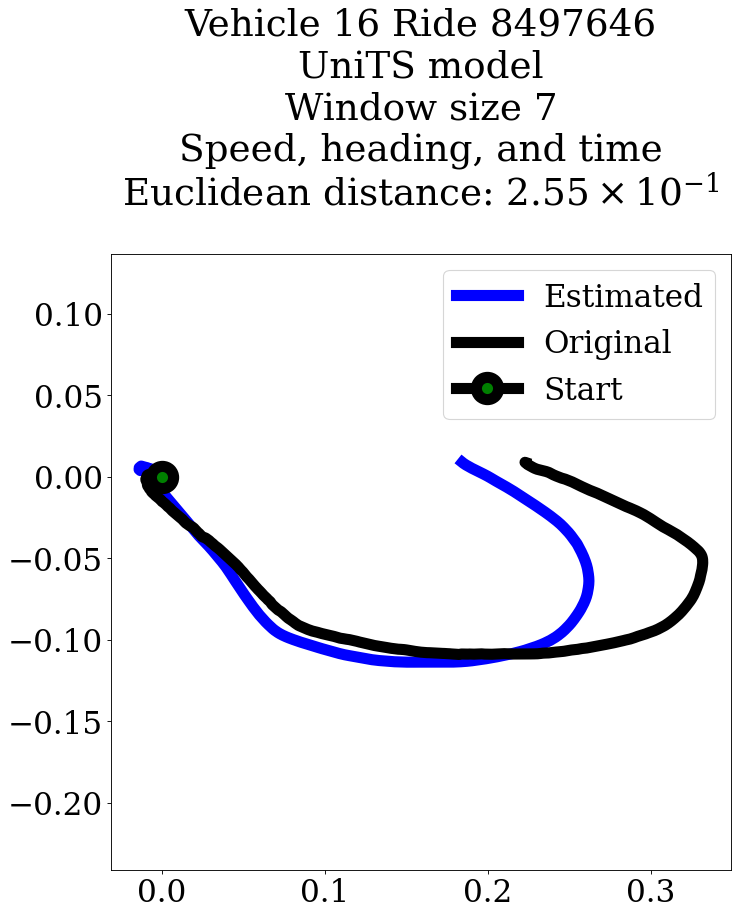 Vehicle 16 Ride 8497646
UniTS model
Window size 7
Speed, heading, and time
Euclidean distance: 2.55 × 10⁻¹
Estimated
Original
Start
0.10
0.05
0.00
−0.05
−0.10
−0.15
−0.20
0.0 0.1 0.2 0.3